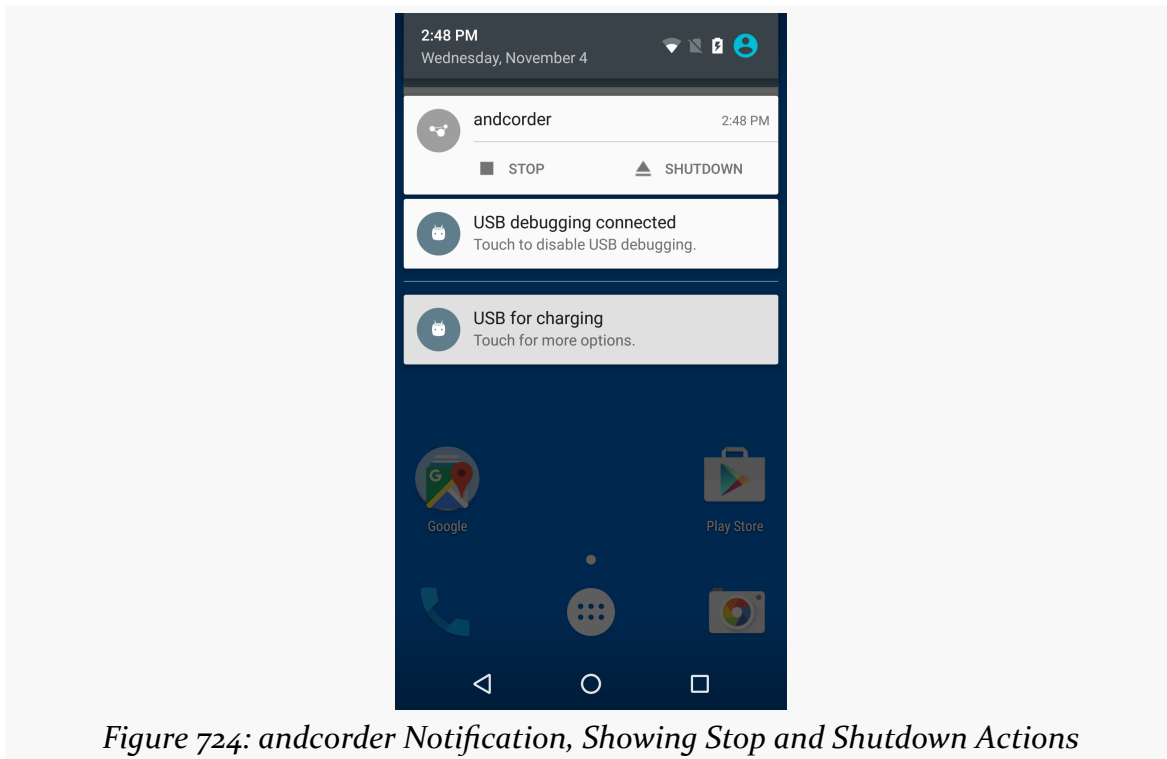 2:48 PM
Wednesday, November 4
andcorder 2:48 PM
STOP SHUTDOWN
USB debugging connected
Touch to disable USB debugging.
USB for charging
Touch for more options.
G
Google Play Store
Figure 724: andcorder Notification, Showing Stop and Shutdown Actions